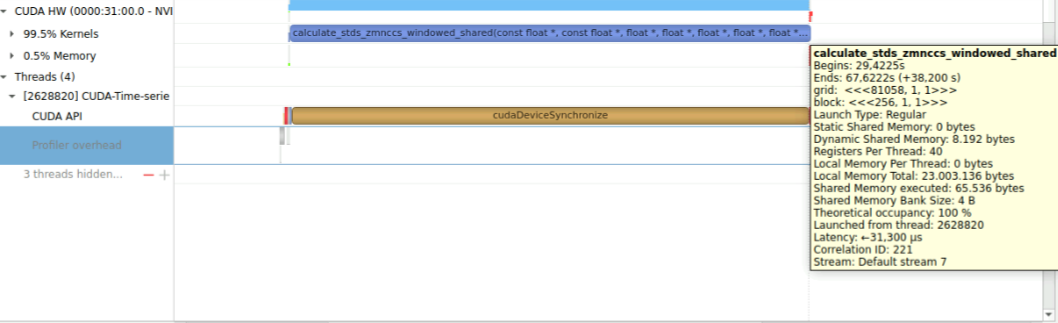 CUDA HW (0000:31:00.0 - NVI
99.5% Kernels
calculate_stds_zmnccs_windowed_shared(const float *, const float *, float *, float *, float *, float *, float *...
0.5% Memory
Threads (4)
[2628820] CUDA-Time-serie
CUDA API
cudaDeviceSynchronize
Profiler overhead
3 threads hidden...
calculate_stds_zmnccs_windowed_shared
Begins: 29,4225s
Ends: 67,6222s (+38,200 s)
grid: <<<81058, 1, 1>>>
block: <<<256, 1, 1>>>
Launch Type: Regular
Static Shared Memory: 0 bytes
Dynamic Shared Memory: 8.192 bytes
Registers Per Thread: 40
Local Memory Per Thread: 0 bytes
Local Memory Total: 23.003.136 bytes
Shared Memory executed: 65.536 bytes
Shared Memory Bank Size: 4 B
Theoretical occupancy: 100 %
Launched from thread: 2628820
Latency: ←31,300 μs
Correlation ID: 221
Stream: Default stream 7